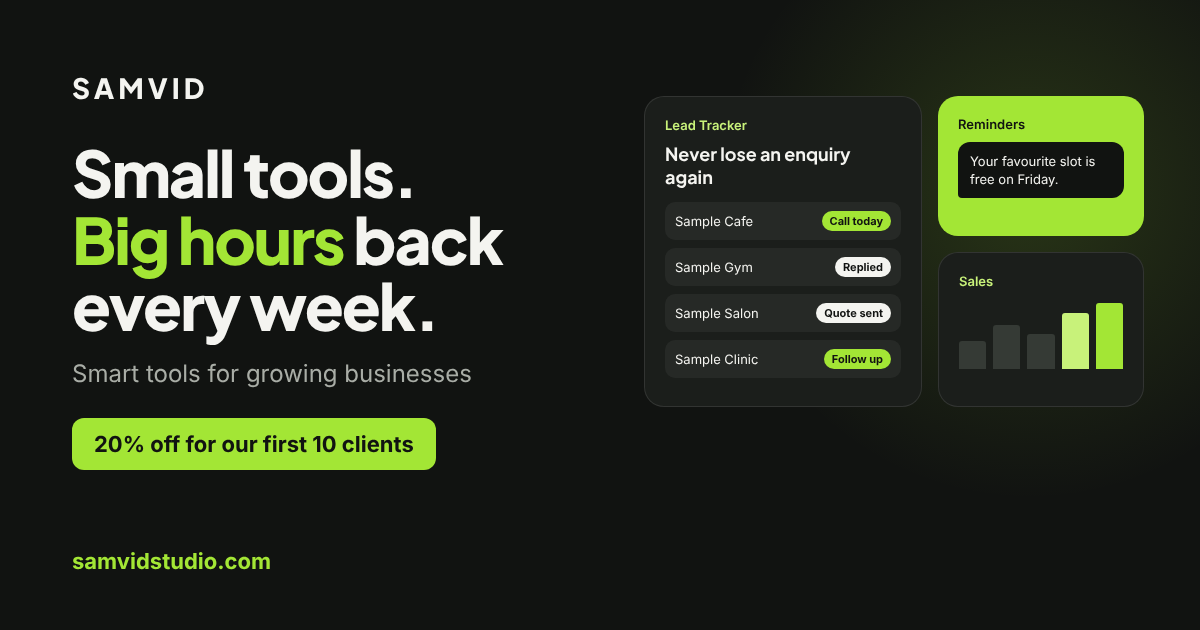 SAMVID
Small tools.
Big hours back
every week.
Smart tools for growing businesses
20% off for our first 10 clients
samvidstudio.com
Lead Tracker
Never lose an enquiry
again
Sample Cafe
Call today
Sample Gym
Replied
Sample Salon
Quote sent
Sample Clinic
Follow up
Reminders
Your favourite slot is
free on Friday.
Sales